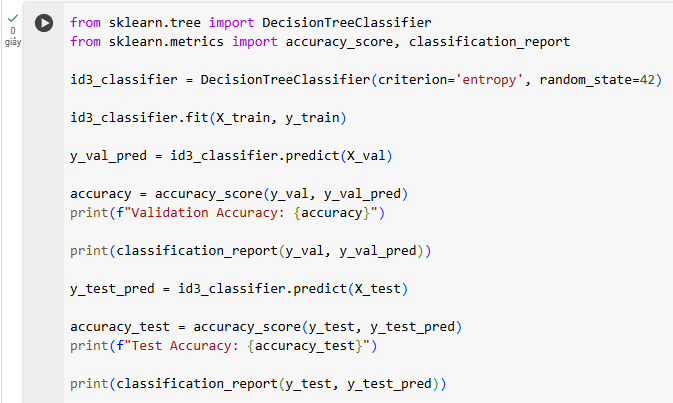 0
giây
from sklearn.tree import DecisionTreeClassifier
from sklearn.metrics import accuracy_score, classification_report
id3_classifier = DecisionTreeClassifier(criterion='entropy', random_state=42)
id3_classifier.fit(X_train, y_train)
y_val_pred = id3_classifier.predict(X_val)
accuracy = accuracy_score(y_val, y_val_pred)
print(f"Validation Accuracy: {accuracy}")
print(classification_report(y_val, y_val_pred))
y_test_pred = id3_classifier.predict(X_test)
accuracy_test = accuracy_score(y_test, y_test_pred)
print(f"Test Accuracy: {accuracy_test}")
print(classification_report(y_test, y_test_pred))